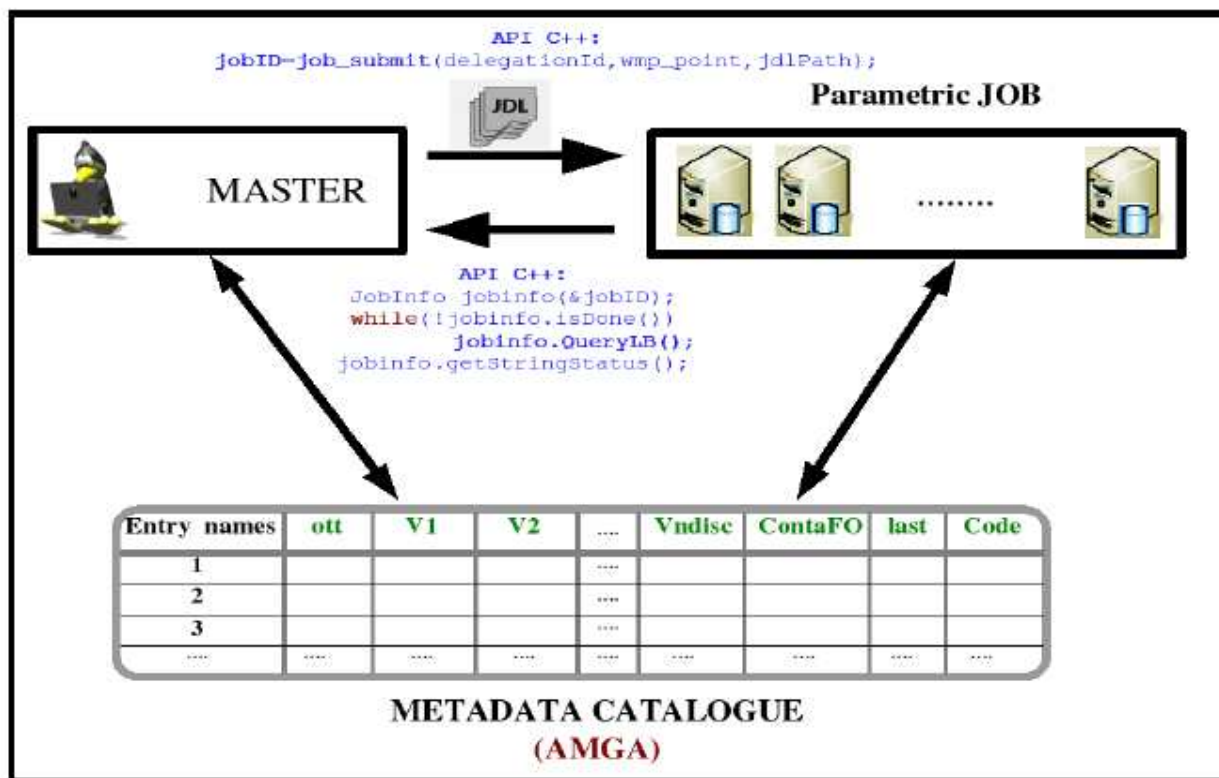 API C++:
jobID=job_submit(delegationId,wmp_point,jdlPath);
JDL
Parametric JOB
MASTER
........
API C++:
JobInfo jobinfo(&jobID);
while(!jobinfo.isDone())
jobinfo.QueryLB();
jobinfo.getStringStatus();
Entry names ott V1 V2 .... Vndisc ContaFO last Code
1 ....
2 ....
3 ....
.... .... .... .... .... .... .... .... ....
METADATA CATALOGUE
(AMGA)